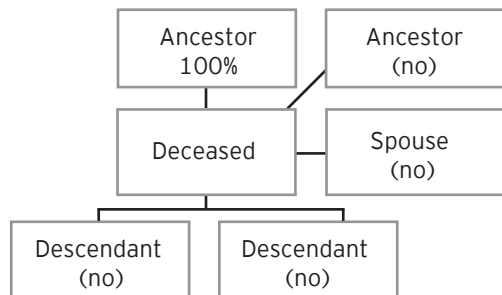 Ancestor
100%
Ancestor
(no)
Deceased
Spouse
(no)
Descendant
(no)
Descendant
(no)